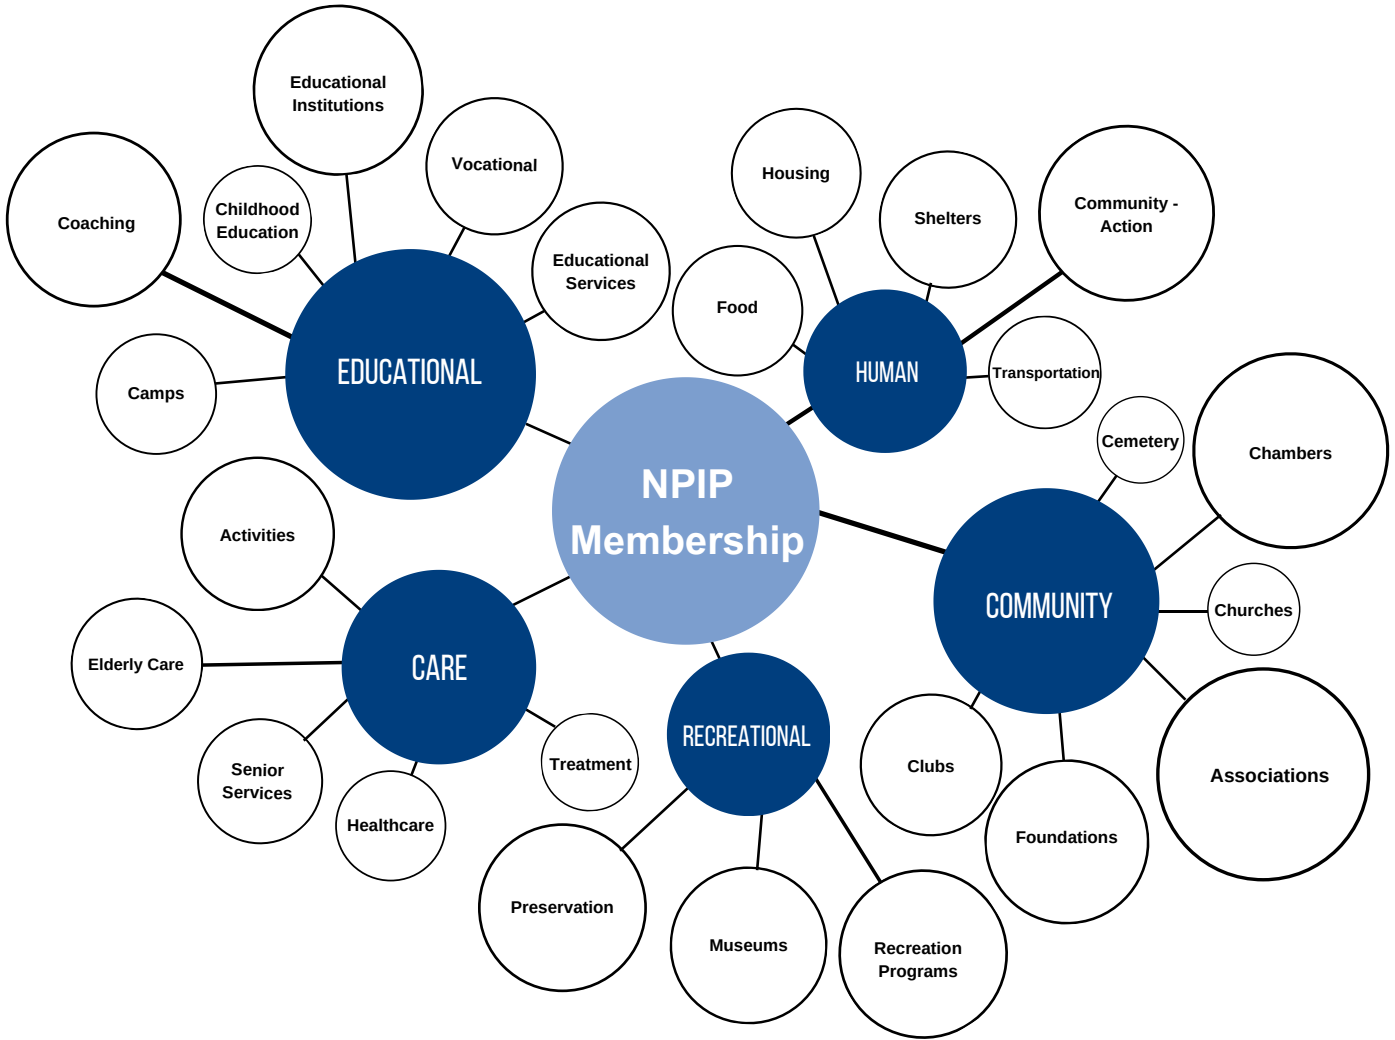 NPIP
Membership
EDUCATIONAL
Educational
Institutions
Vocational
Educational
Services
Childhood
Education
Coaching
Camps
HUMAN
Housing
Shelters
Community -
Action
Food
Transportation
COMMUNITY
Cemetery
Chambers
Churches
Associations
Foundations
Clubs
RECREATIONAL
Preservation
Museums
Recreation
Programs
CARE
Activities
Elderly Care
Senior
Services
Healthcare
Treatment